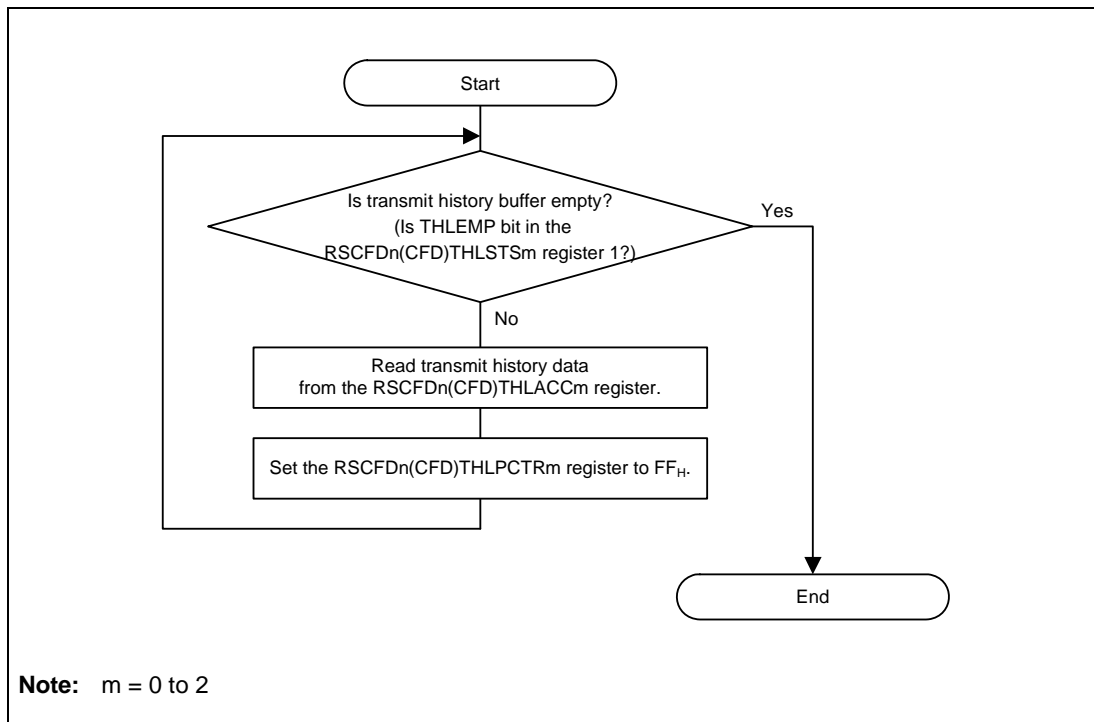 Start
Is transmit history buffer empty?
(Is THLEMP bit in the
RSCFDn(CFD)THLSTSm register 1?)
Yes
No
Read transmit history data
from the RSCFDn(CFD)THLACCm register.
Set the RSCFDn(CFD)THLPCTRm register to FFH.
End
Note: m = 0 to 2